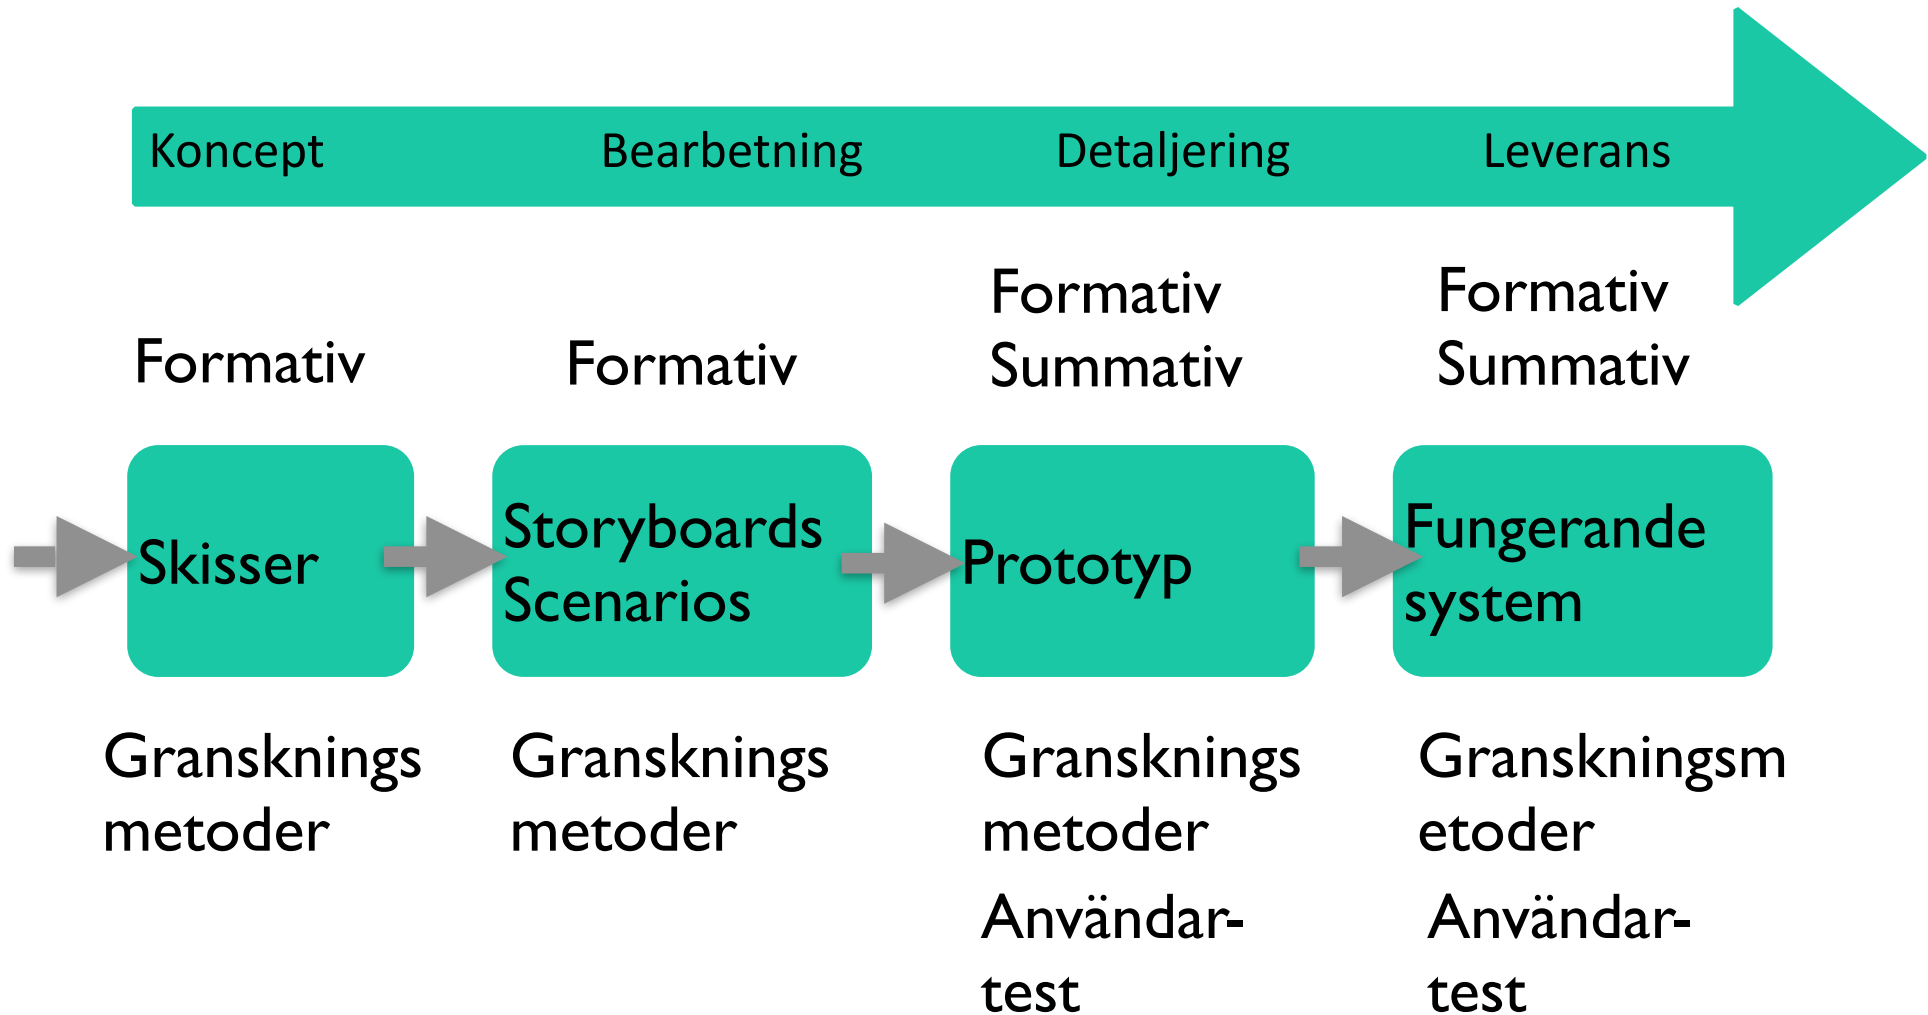 Koncept Bearbetning Detaljering Leverans
Formativ
Formativ
Formativ
Summativ
Formativ
Summativ
Skisser
Storyboards
Scenarios
Prototyp
Fungerande
system
Gransknings
metoder
Gransknings
metoder
Gransknings
metoder
Användar-
test
Granskningsm
etoder
Användar-
test